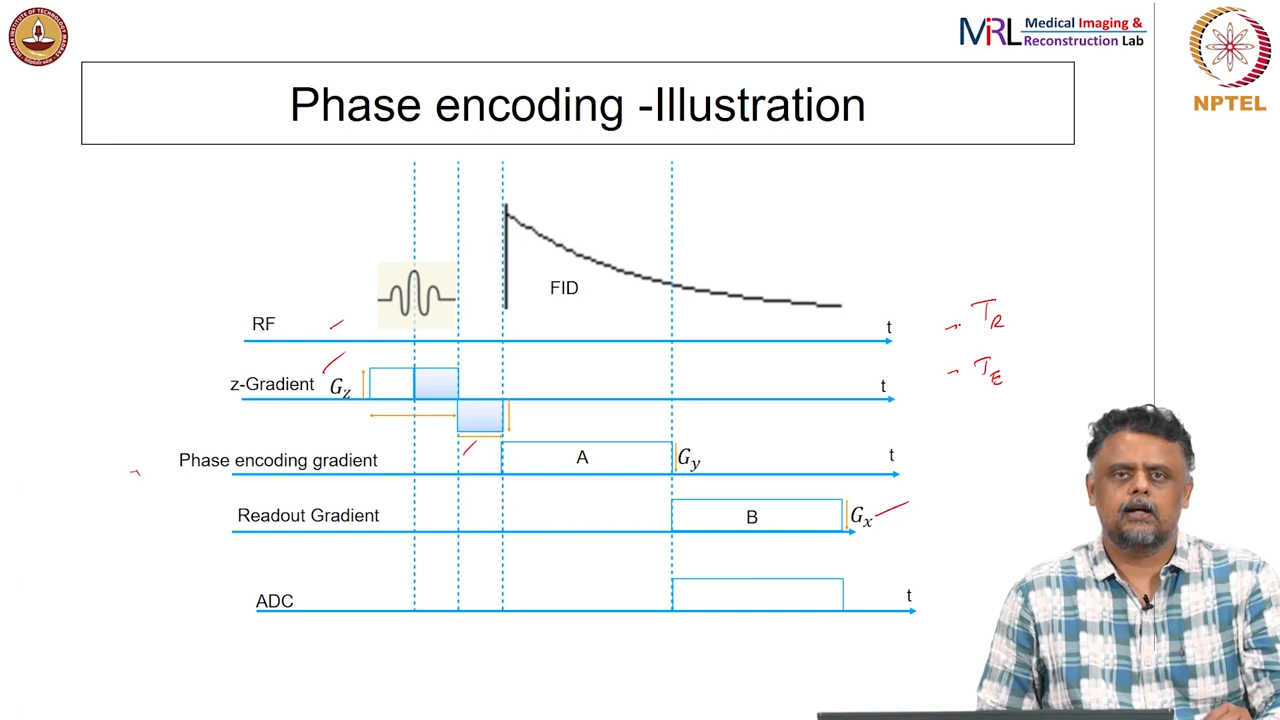 MIRL Medical Imaging &
Reconstruction Lab
NPTEL
Phase encoding -Illustration
FID
RF
t
T_R
z-Gradient G_z
t
T_E
Phase encoding gradient
A
G_y
t
Readout Gradient
B
G_x
ADC
t